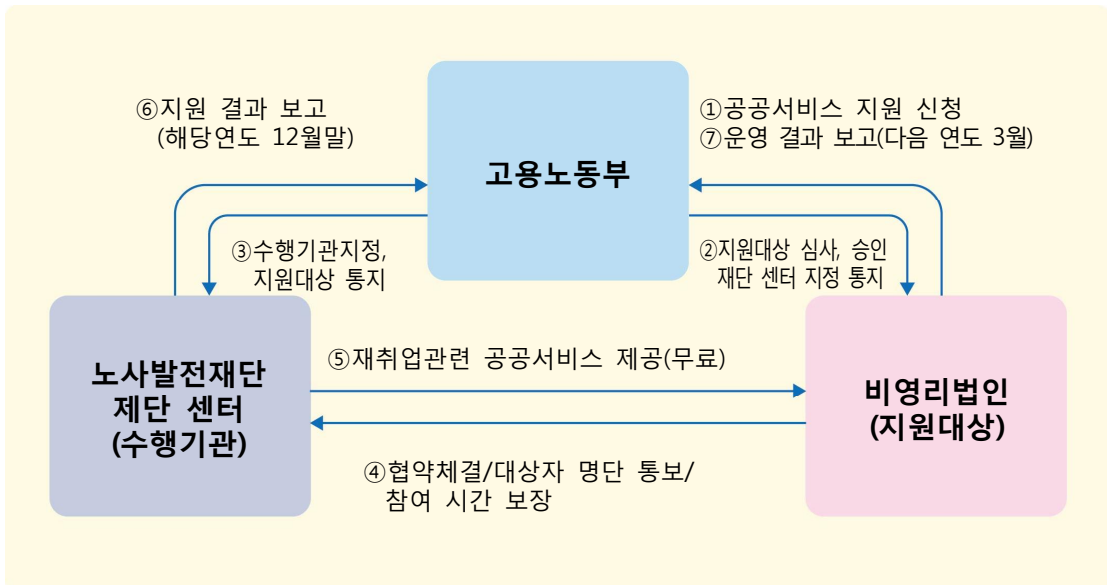 ⑥지원 결과 보고
(해당연도 12월말)
①공공서비스 지원 신청
⑦운영 결과 보고(다음 연도 3월)
고용노동부
③수행기관지정,
지원대상 통지
②지원대상 심사, 승인
재단 센터 지정 통지
노사발전재단
제단 센터
(수행기관)
⑤재취업관련 공공서비스 제공(무료)
비영리법인
(지원대상)
④협약체결/대상자 명단 통보/
참여 시간 보장